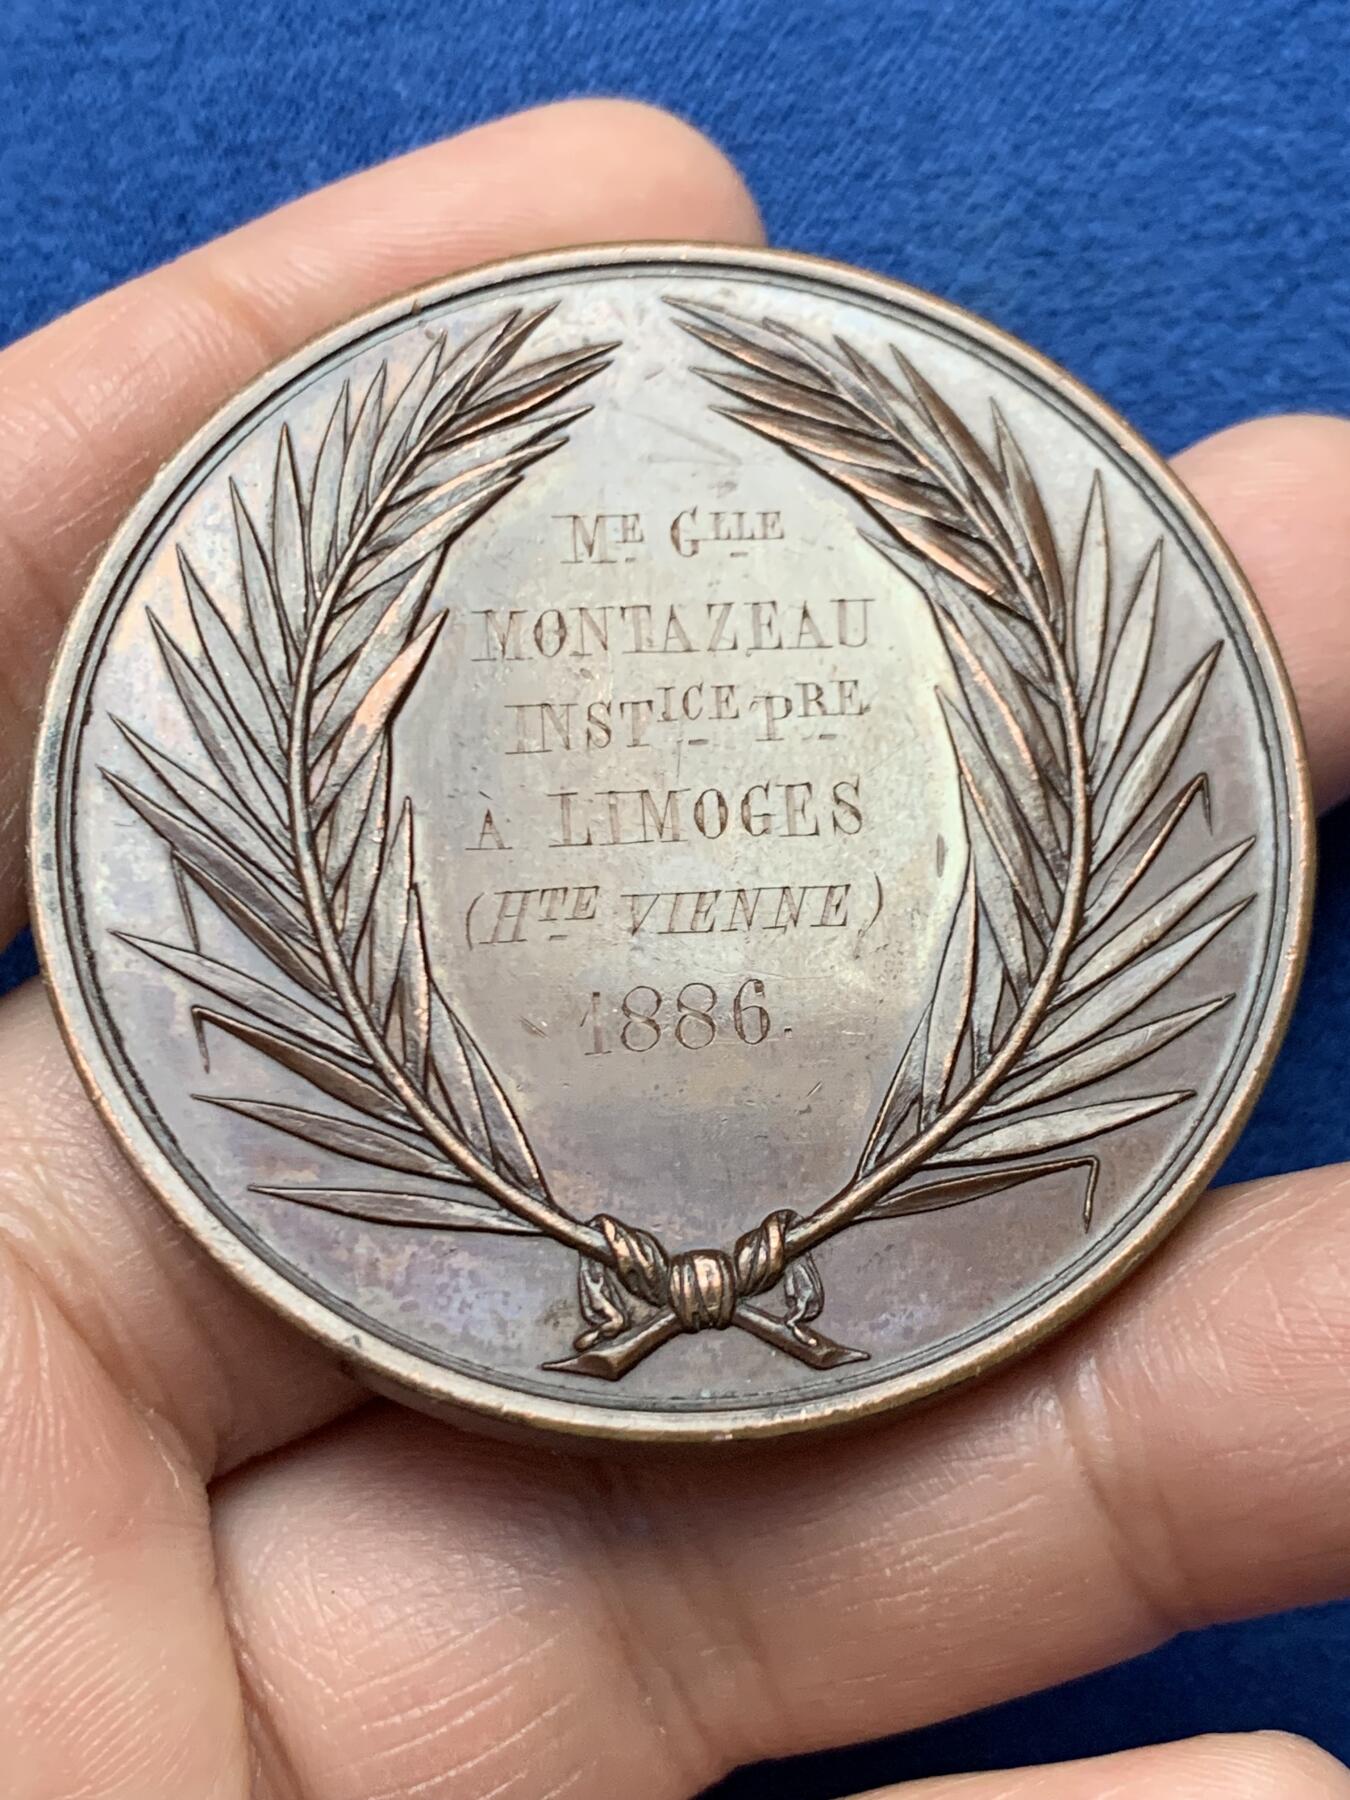 ME GLLE
MONTAZEAU
INSTICE PRE
À LIMOGES
(HTE VIENNE)
1886.